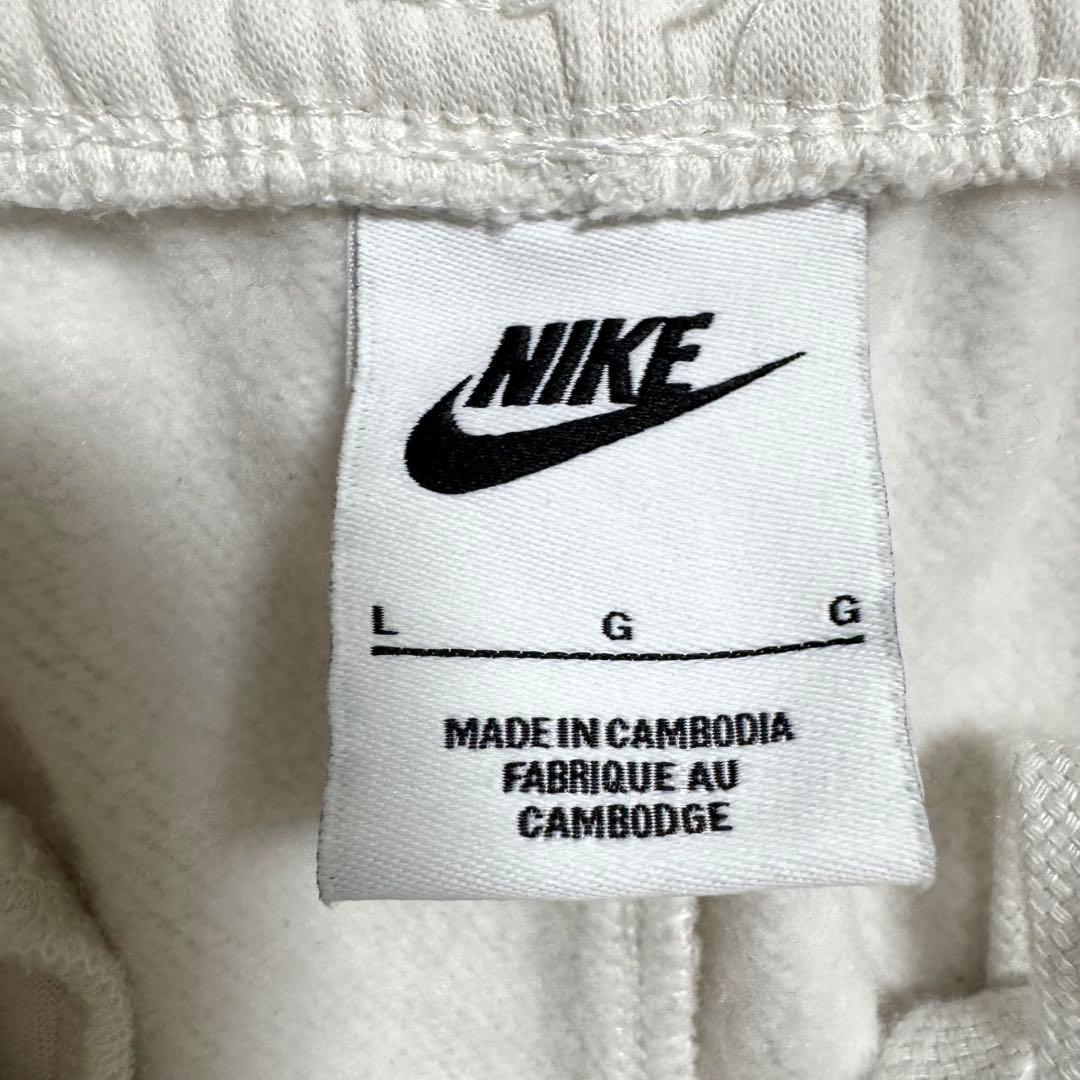 NIKE
L G G
MADE IN CAMBODIA
FABRIQUE AU
CAMBODGE